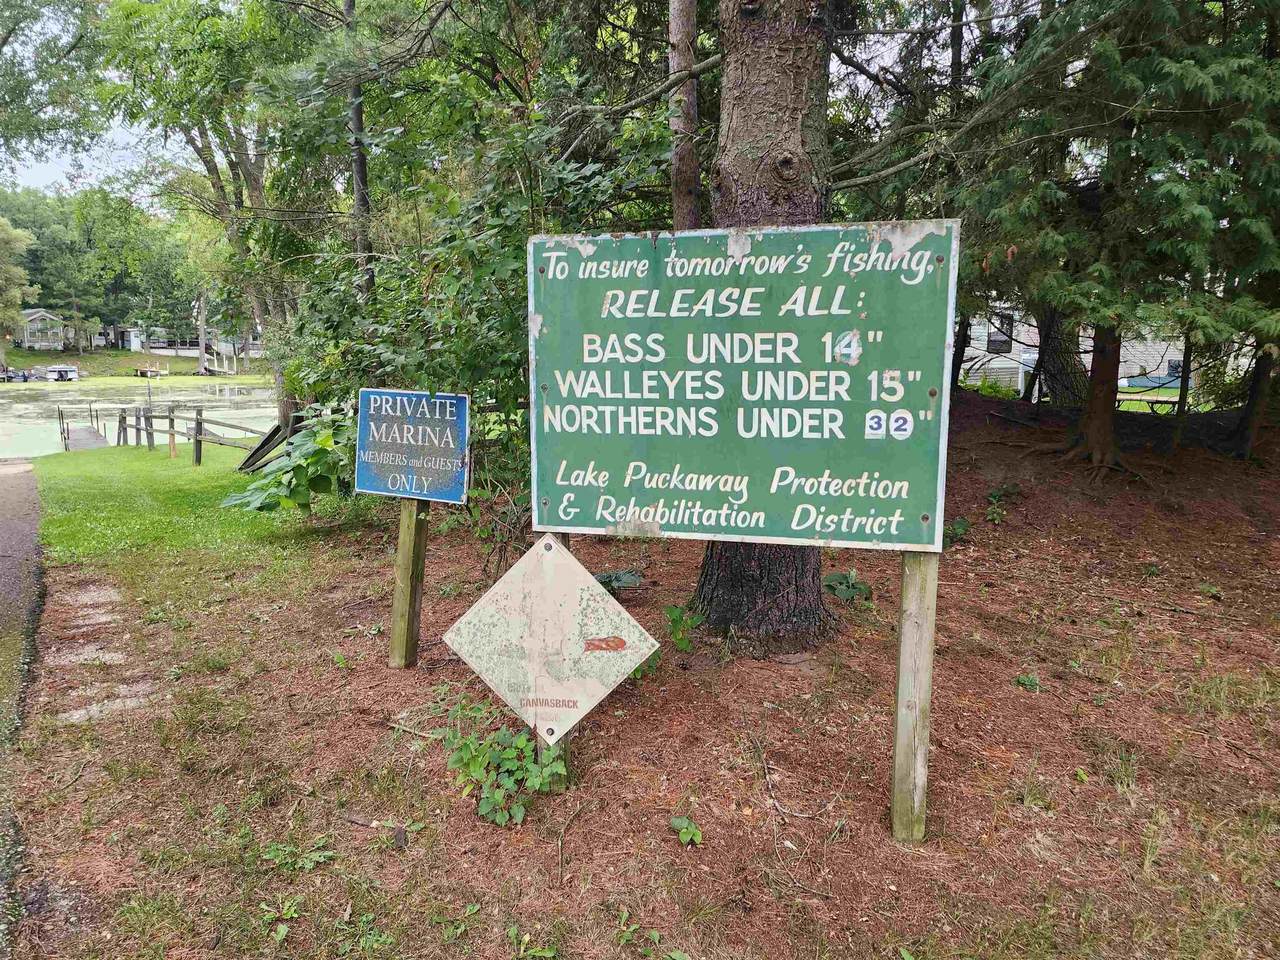 To insure tomorrow's fishing,
RELEASE ALL:
BASS UNDER 14"
WALLEYES UNDER 15"
NORTHERNS UNDER 32"
Lake Puckaway Protection
& Rehabilitation District
PRIVATE
MARINA
MEMBERS and GUESTS
ONLY
CANVASBACK